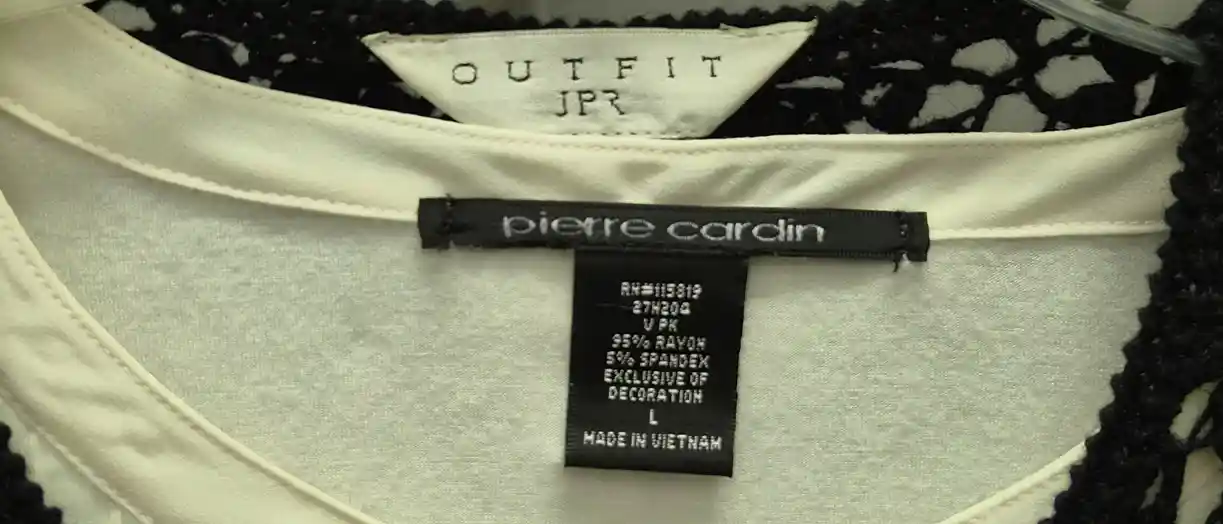 OUTFIT
JPR
pierre cardin
RN#115819
27H20Q
V PK
95% RAYON
5% SPANDEX
EXCLUSIVE OF
DECORATION
L
MADE IN VIETNAM